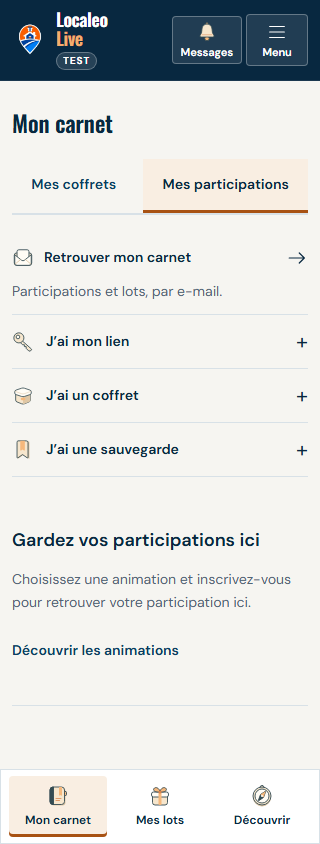 Localeo
Live
TEST
Messages
Menu
Mon carnet
Mes coffrets
Mes participations
Retrouver mon carnet
Participations et lots, par e-mail.
J’ai mon lien
J’ai un coffret
J’ai une sauvegarde
Gardez vos participations ici
Choisissez une animation et inscrivez-vous
pour retrouver votre participation ici.
Découvrir les animations
Mon carnet
Mes lots
Découvrir